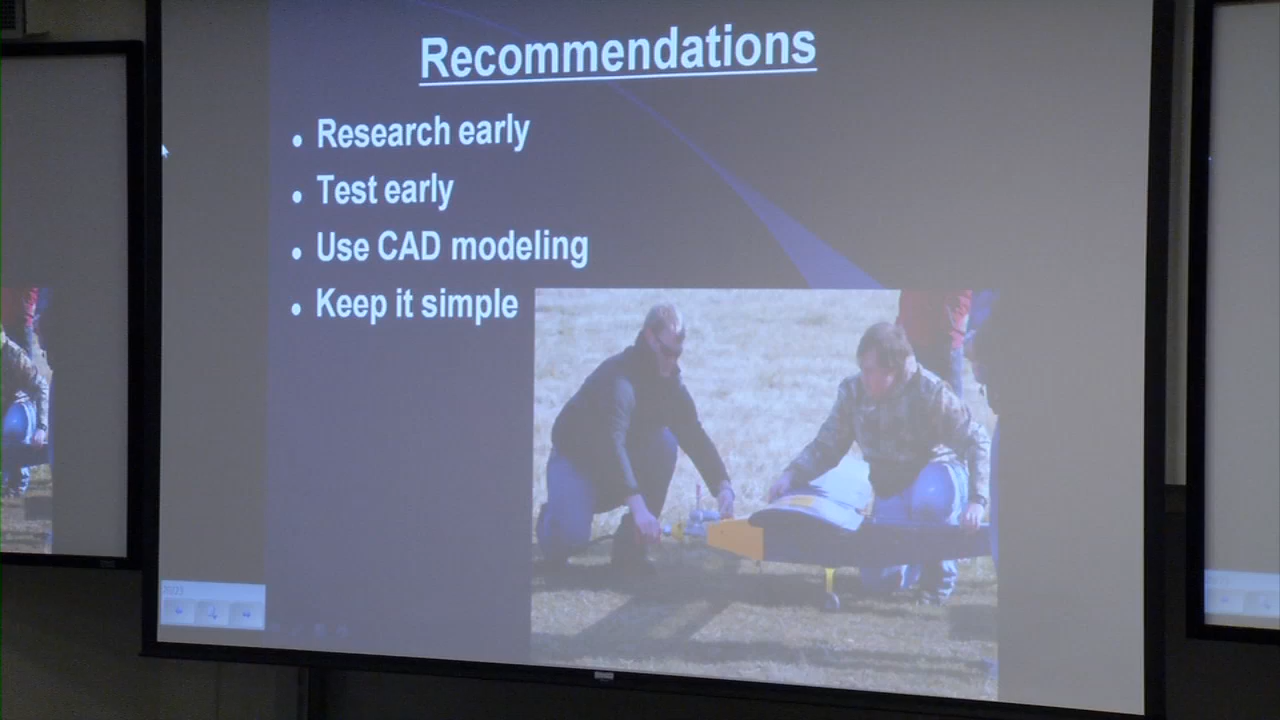 Recommendations
• Research early
• Test early
• Use CAD modeling
• Keep it simple